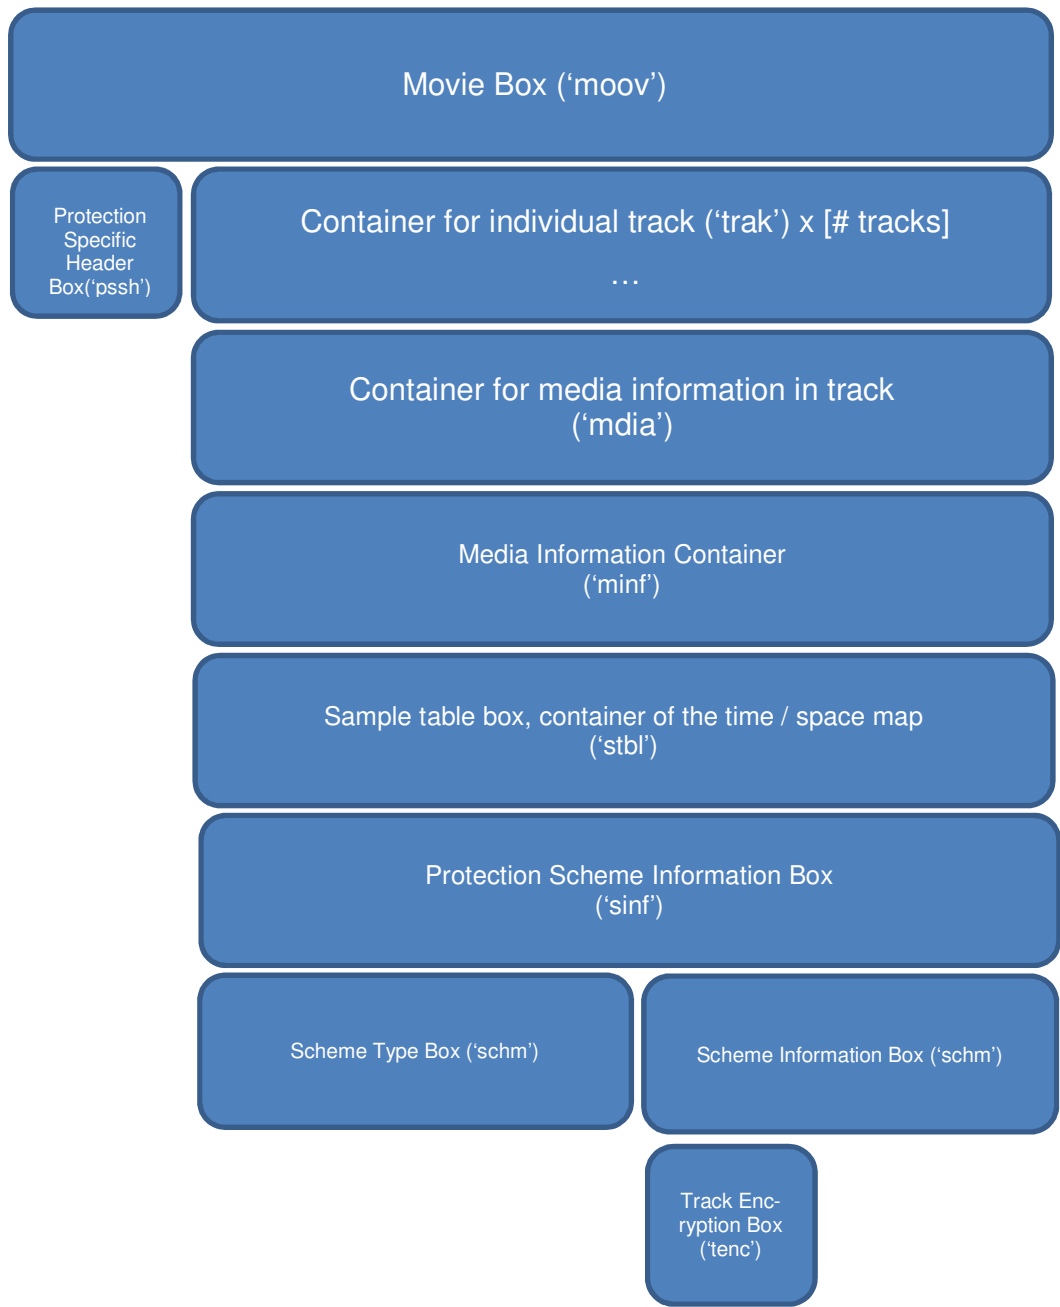 Movie Box (‘moov’)
Protection
Specific
Header
Box(‘pssh’)
Container for individual track (‘trak’) x [# tracks]
…
Container for media information in track
(‘mdia’)
Media Information Container
(‘minf’)
Sample table box, container of the time / space map
(‘stbl’)
Protection Scheme Information Box
(‘sinf’)
Scheme Type Box (‘schm’)
Scheme Information Box (‘schm’)
Track Enc-
ryption Box
(‘tenc’)